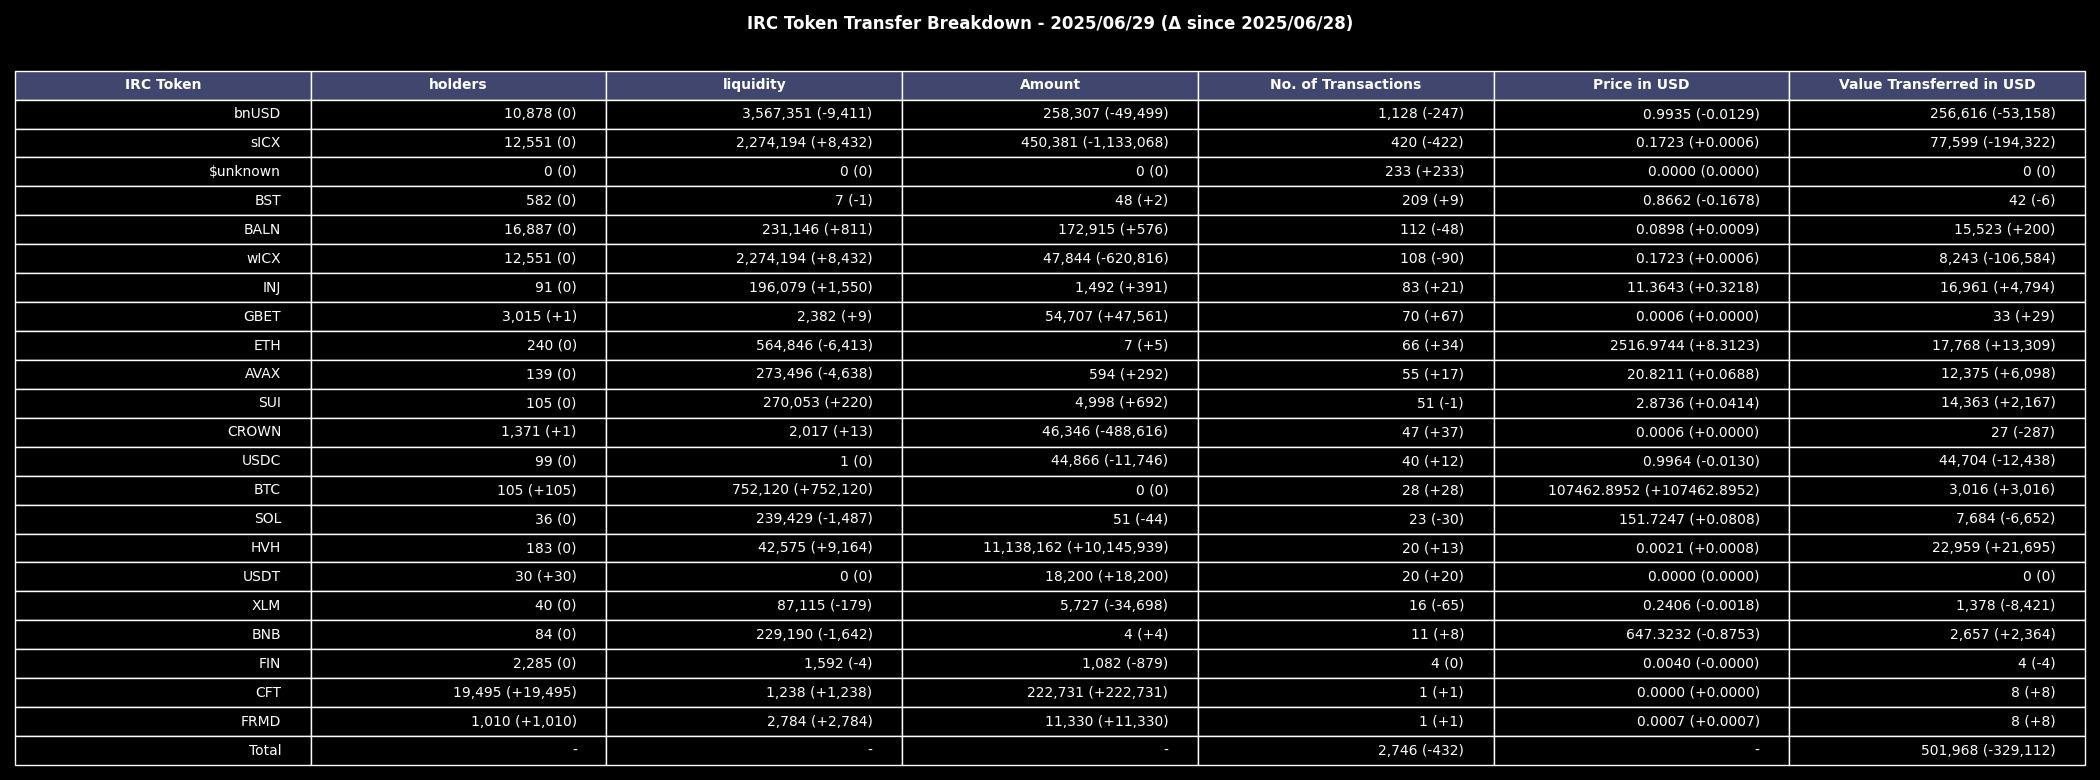 IRC Token Transfer Breakdown - 2025/06/29 (Δ since 2025/06/28)
IRC Token holders liquidity Amount No. of Transactions Price in USD Value Transferred in USD
bnUSD 10,878 (0) 3,567,351 (-9,411) 258,307 (-49,499) 1,128 (-247) 0.9935 (-0.0129) 256,616 (-53,158)
sICX 12,551 (0) 2,274,194 (+8,432) 450,381 (-1,133,068) 420 (-422) 0.1723 (+0.0006) 77,599 (-194,322)
$unknown 0 (0) 0 (0) 0 (0) 233 (+233) 0.0000 (0.0000) 0 (0)
BST 582 (0) 7 (-1) 48 (+2) 209 (+9) 0.8662 (-0.1678) 42 (-6)
BALN 16,887 (0) 231,146 (+811) 172,915 (+576) 112 (-48) 0.0898 (+0.0009) 15,523 (+200)
wICX 12,551 (0) 2,274,194 (+8,432) 47,844 (-620,816) 108 (-90) 0.1723 (+0.0006) 8,243 (-106,584)
INJ 91 (0) 196,079 (+1,550) 1,492 (+391) 83 (+21) 11.3643 (+0.3218) 16,961 (+4,794)
GBET 3,015 (+1) 2,382 (+9) 54,707 (+47,561) 70 (+67) 0.0006 (+0.0000) 33 (+29)
ETH 240 (0) 564,846 (-6,413) 7 (+5) 66 (+34) 2516.9744 (+8.3123) 17,768 (+13,309)
AVAX 139 (0) 273,496 (-4,638) 594 (+292) 55 (+17) 20.8211 (+0.0688) 12,375 (+6,098)
SUI 105 (0) 270,053 (+220) 4,998 (+692) 51 (-1) 2.8736 (+0.0414) 14,363 (+2,167)
CROWN 1,371 (+1) 2,017 (+13) 46,346 (-488,616) 47 (+37) 0.0006 (+0.0000) 27 (-287)
USDC 99 (0) 1 (0) 44,866 (-11,746) 40 (+12) 0.9964 (-0.0130) 44,704 (-12,438)
BTC 105 (+105) 752,120 (+752,120) 0 (0) 28 (+28) 107462.8952 (+107462.8952) 3,016 (+3,016)
SOL 36 (0) 239,429 (-1,487) 51 (-44) 23 (-30) 151.7247 (+0.0808) 7,684 (-6,652)
HVH 183 (0) 42,575 (+9,164) 11,138,162 (+10,145,939) 20 (+13) 0.0021 (+0.0008) 22,959 (+21,695)
USDT 30 (+30) 0 (0) 18,200 (+18,200) 20 (+20) 0.0000 (0.0000) 0 (0)
XLM 40 (0) 87,115 (-179) 5,727 (-34,698) 16 (-65) 0.2406 (-0.0018) 1,378 (-8,421)
BNB 84 (0) 229,190 (-1,642) 4 (+4) 11 (+8) 647.3232 (-0.8753) 2,657 (+2,364)
FIN 2,285 (0) 1,592 (-4) 1,082 (-879) 4 (0) 0.0040 (-0.0000) 4 (-4)
CFT 19,495 (+19,495) 1,238 (+1,238) 222,731 (+222,731) 1 (+1) 0.0000 (+0.0000) 8 (+8)
FRMD 1,010 (+1,010) 2,784 (+2,784) 11,330 (+11,330) 1 (+1) 0.0007 (+0.0007) 8 (+8)
Total - - - 2,746 (-432) - 501,968 (-329,112)